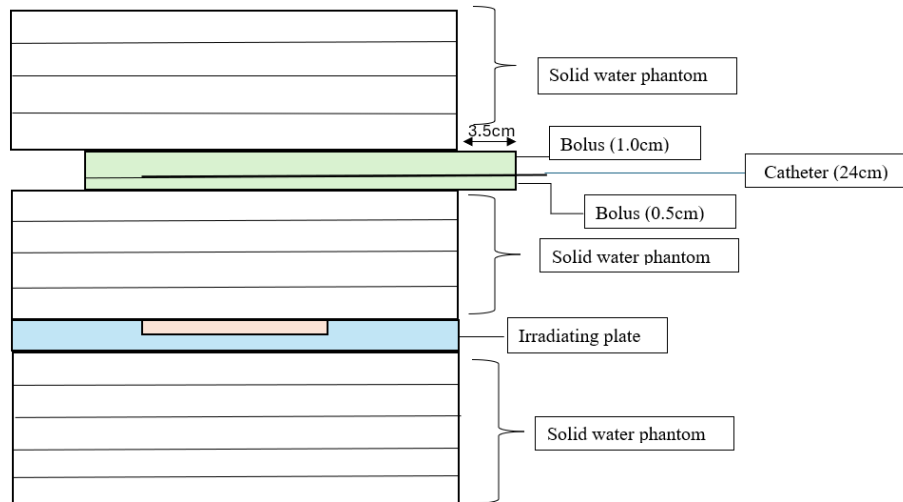 Solid water phantom
3.5cm
Bolus (1.0cm)
Catheter (24cm)
Bolus (0.5cm)
Solid water phantom
Irradiating plate
Solid water phantom